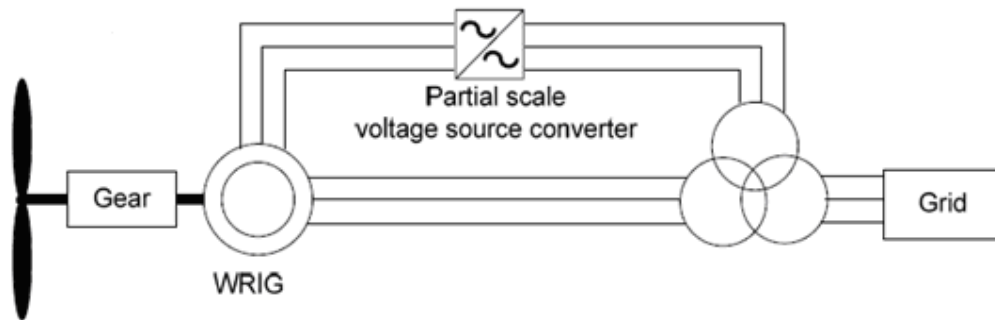 Partial scale
voltage source converter
Gear
Grid
WRIG